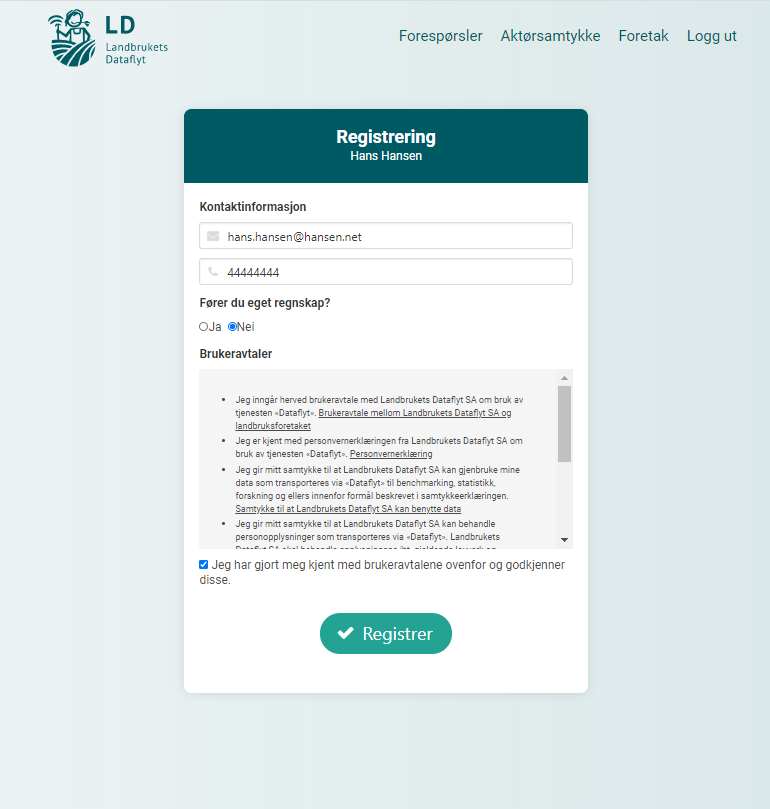 LD
Landbrukets
Dataflyt
Forespørsler Aktørsamtykke Foretak Logg ut
Registrering
Hans Hansen
Kontaktinformasjon
hans.hansen@hansen.net
44444444
Fører du eget regnskap?
Ja Nei
Brukeravtaler
• Jeg inngår herved brukeravtale med Landbrukets Dataflyt SA om bruk av
tjenesten «Dataflyt». Brukeravtale mellom Landbrukets Dataflyt SA og
landbruksforetaket
• Jeg er kjent med personvernerklæringen fra Landbrukets Dataflyt SA om
bruk av tjenesten «Dataflyt». Personvernerklæring
• Jeg gir mitt samtykke til at Landbrukets Dataflyt SA kan gjenbruke mine
data som transporteres via «Dataflyt» til benchmarking, statistikk,
forskning og ellers innenfor formål beskrevet i samtykkeerklæringen.
Samtykke til at Landbrukets Dataflyt SA kan benytte data
• Jeg gir mitt samtykke til at Landbrukets Dataflyt SA kan behandle
personopplysninger som transporteres via «Dataflyt». Landbrukets
Jeg har gjort meg kjent med brukeravtalene ovenfor og godkjenner
disse.
Registrer